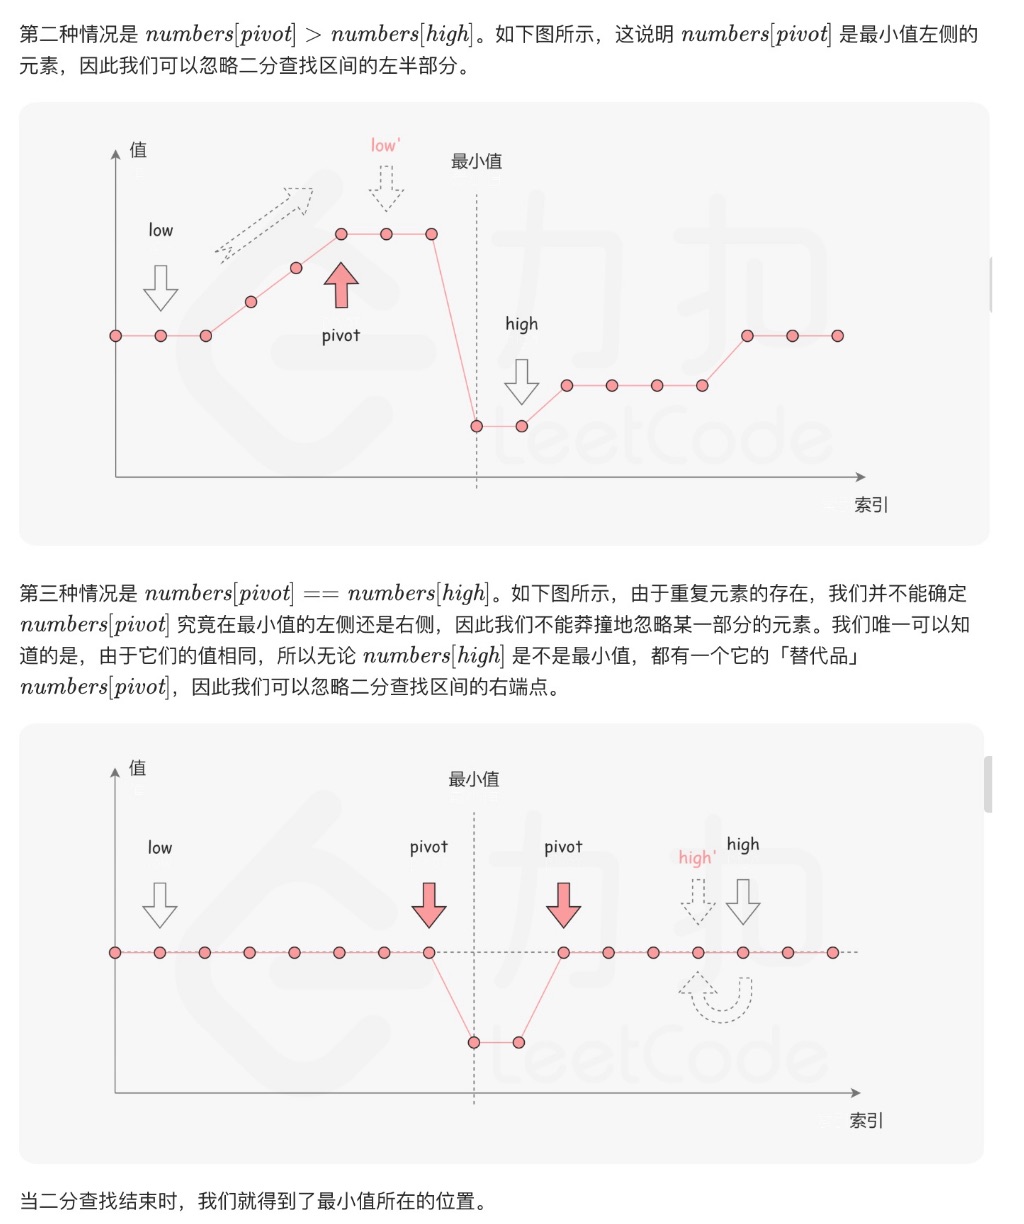 第二种情况是 numbers[pivot] > numbers[high]。如下图所示，这说明 numbers[pivot] 是最小值左侧的
元素，因此我们可以忽略二分查找区间的左半部分。
值
low'
最小值
low
pivot
high
力扣
LeetCode
索引
第三种情况是 numbers[pivot] == numbers[high]。如下图所示，由于重复元素的存在，我们并不能确定
numbers[pivot] 究竟在最小值的左侧还是右侧，因此我们不能莽撞地忽略某一部分的元素。我们唯一可以知
道的是，由于它们的值相同，所以无论 numbers[high] 是不是最小值，都有一个它的「替代品」
numbers[pivot]，因此我们可以忽略二分查找区间的右端点。
值
最小值
low
pivot
pivot
high'
high
力扣
LeetCode
索引
当二分查找结束时，我们就得到了最小值所在的位置。